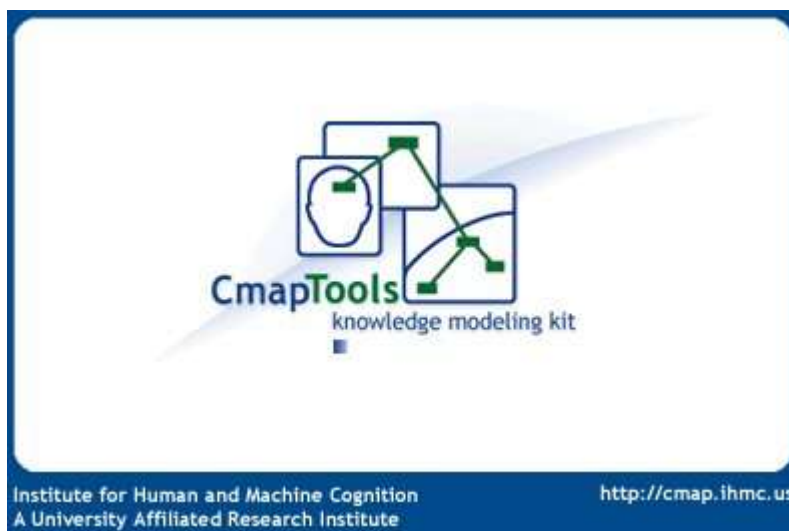 CmapTools
knowledge modeling kit
Institute for Human and Machine Cognition
http://cmap.ihmc.us
A University Affiliated Research Institute